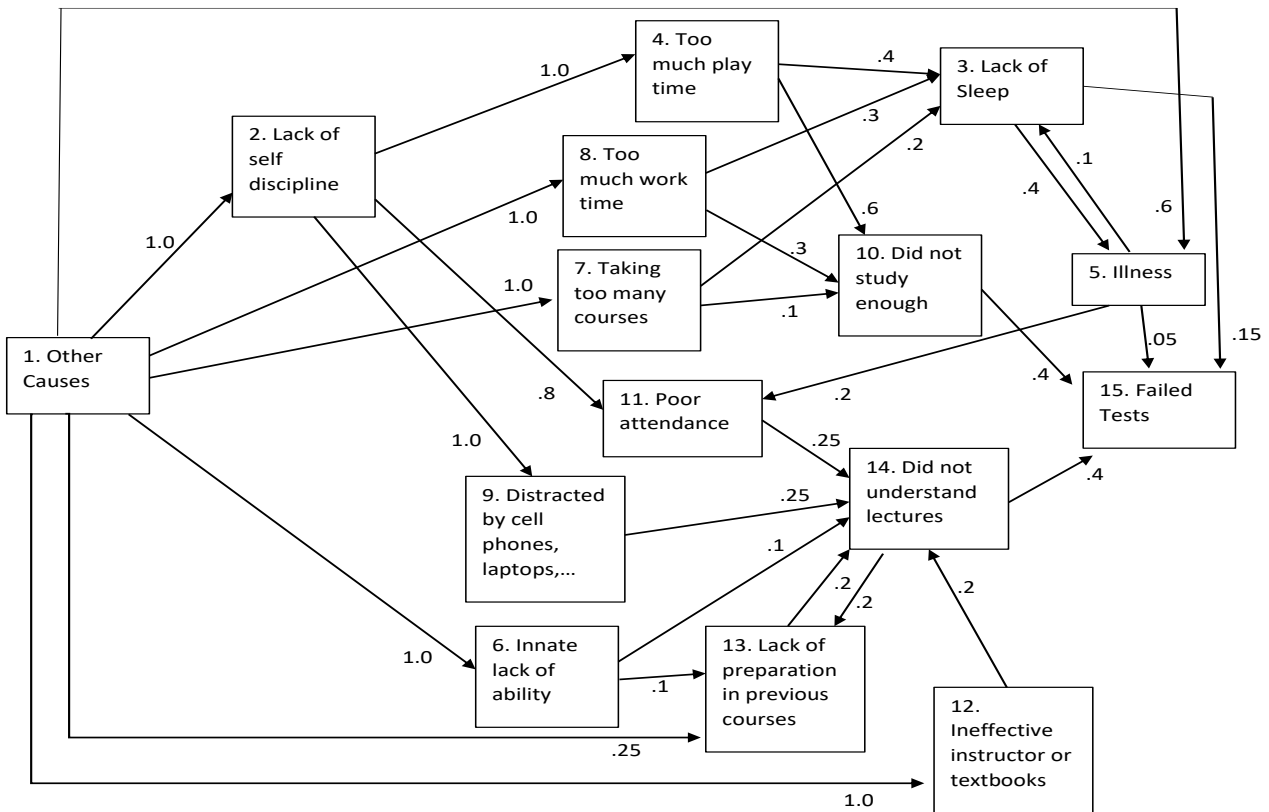 4. Too
much play
time
1.0
.4
3. Lack of
Sleep
2. Lack of
self
discipline
8. Too
much work
time
.3
.2
.1
.4
.6
1.0
1.0
.6
.3
10. Did not
study
enough
7. Taking
too many
courses
1.0
.1
5. Illness
1. Other
Causes
.05
.15
.4
15. Failed
Tests
.8
11. Poor
attendance
.2
1.0
.25
14. Did not
understand
lectures
.4
9. Distracted
by cell
phones,
laptops,...
.25
.1
.2
.2
.2
1.0
6. Innate
lack of
ability
.1
13. Lack of
preparation
in previous
courses
.25
12.
Ineffective
instructor or
textbooks
1.0